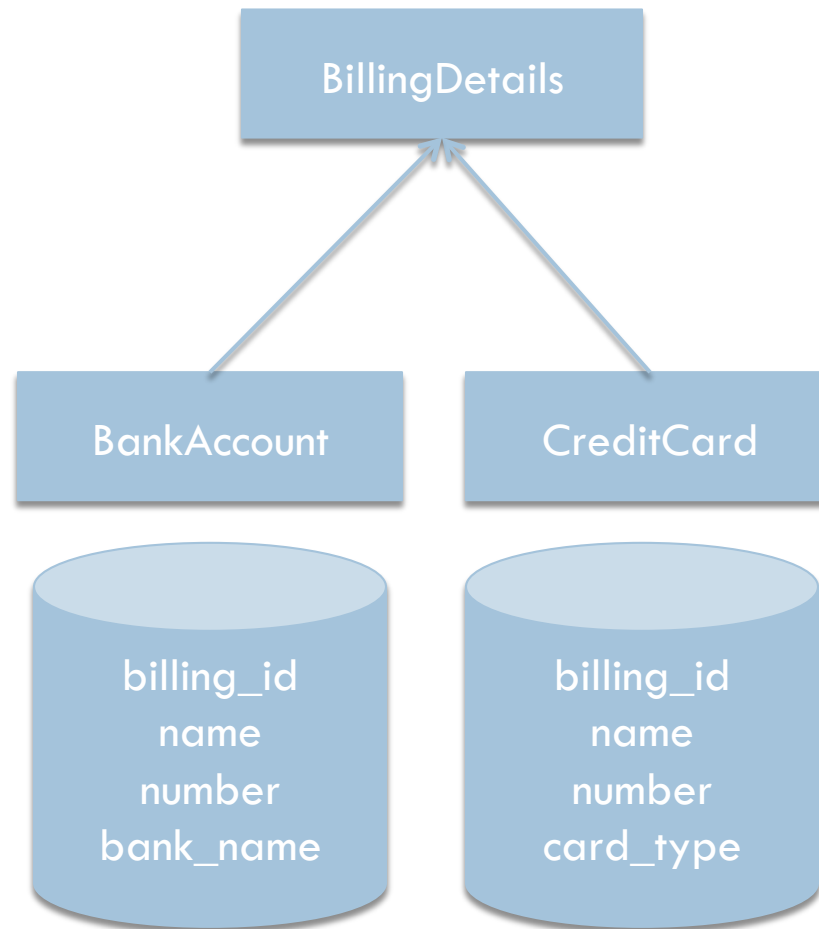 BillingDetails
BankAccount
CreditCard
billing_id
name
number
bank_name
billing_id
name
number
card_type